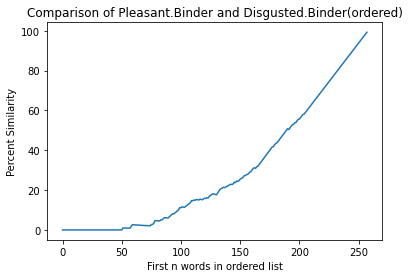 Comparison of Pleasant.Binder and Disgusted.Binder(ordered)
100
80
60
40
20
0
Percent Similarity
0 50 100 150 200 250
First n words in ordered list